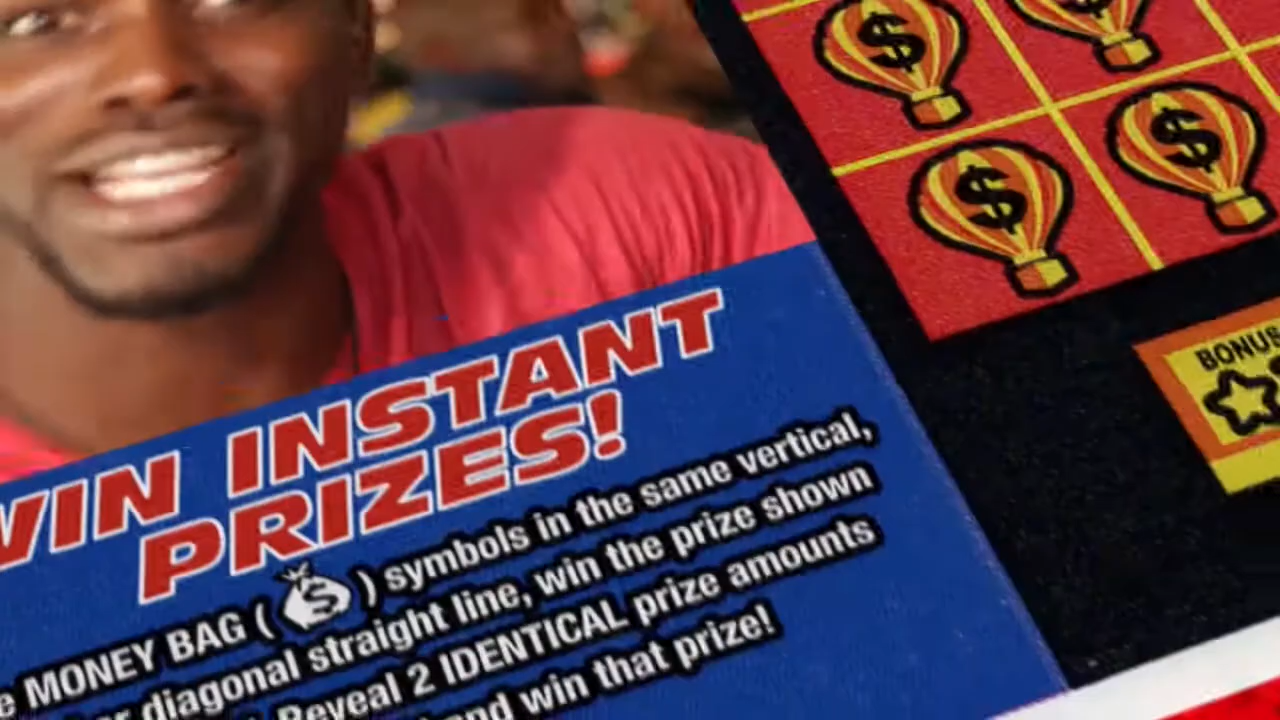 WIN INSTANT
PRIZES!
MONEY BAG ( $ ) symbols in the same vertical,
diagonal straight line, win the prize shown
Reveal 2 IDENTICAL prize amounts
and win that prize!
$ $
$ $
BONUS